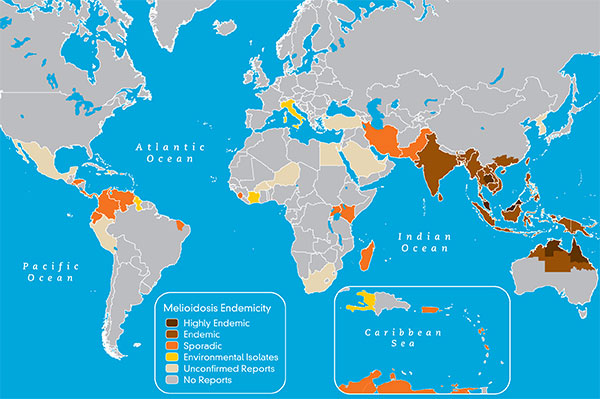 Atlantic
Ocean
Indian
Ocean
Pacific
Ocean
Melioidosis Endemicity
Highly Endemic
Endemic
Sporadic
Environmental Isolates
Unconfirmed Reports
No Reports
Caribbean
Sea